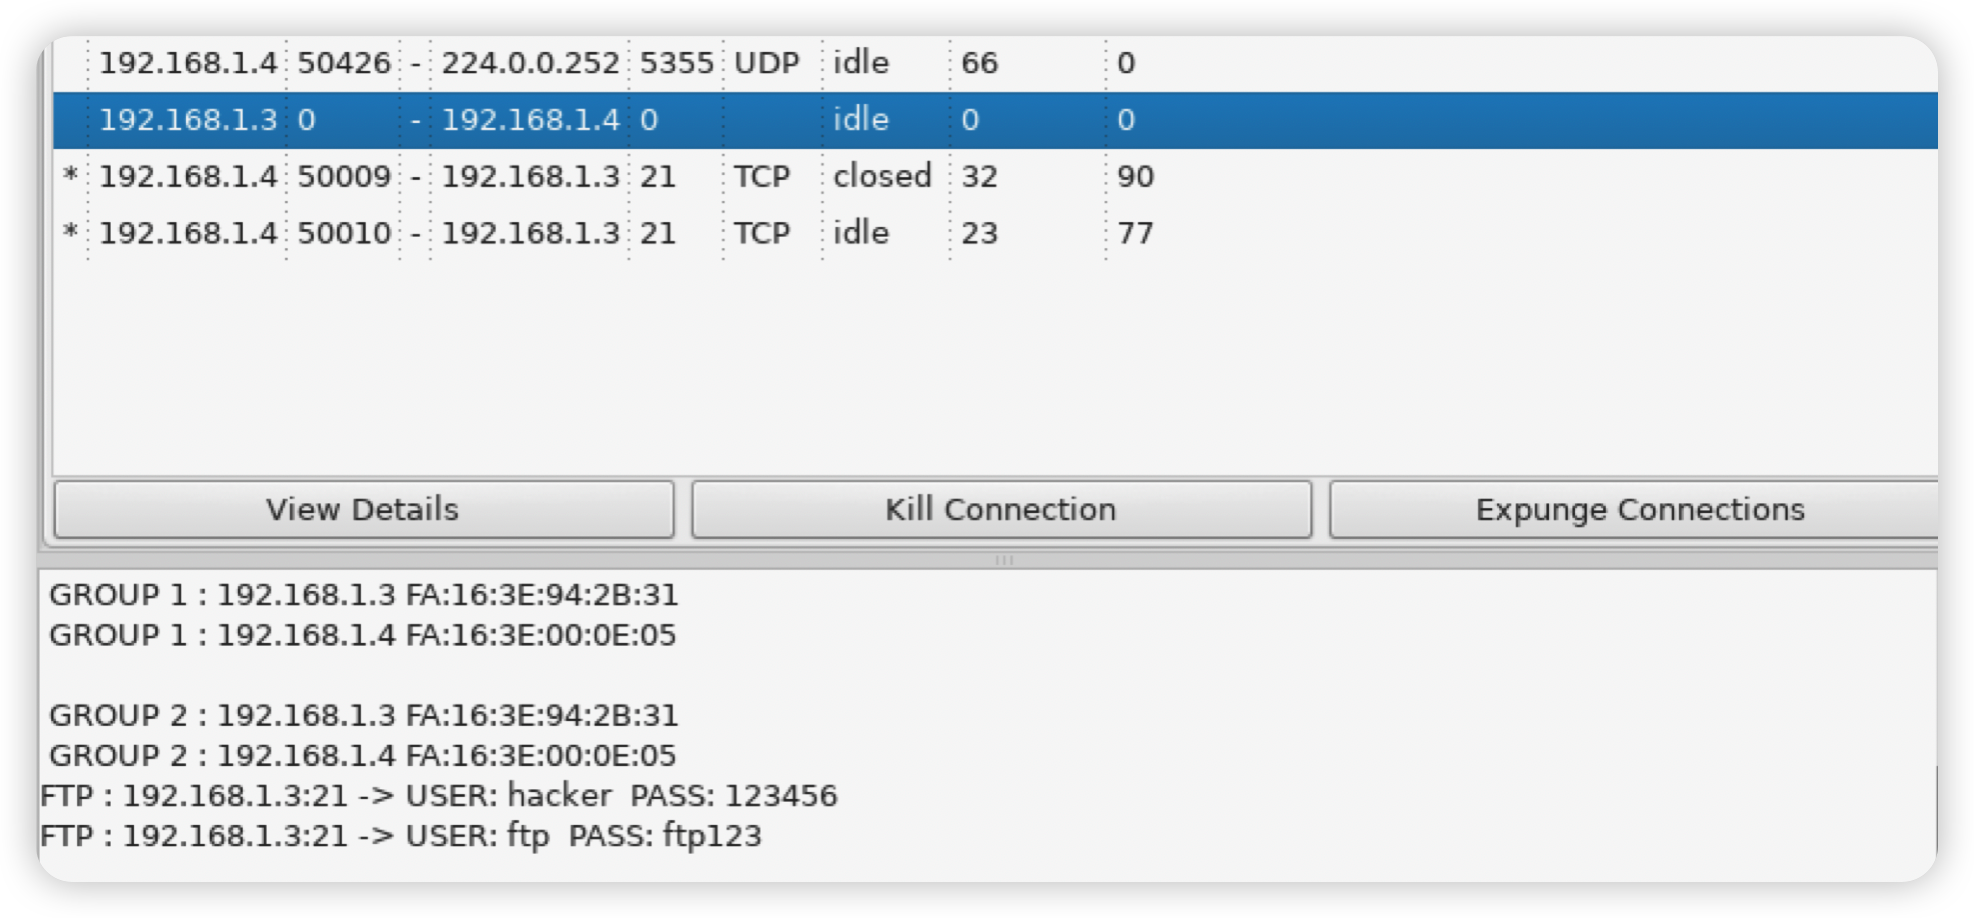 192.168.1.4 50426 - 224.0.0.252 5355 UDP idle 66 0
192.168.1.3 0 - 192.168.1.4 0 idle 0 0
* 192.168.1.4 50009 - 192.168.1.3 21 TCP closed 32 90
* 192.168.1.4 50010 - 192.168.1.3 21 TCP idle 23 77
View Details Kill Connection Expunge Connections
GROUP 1 : 192.168.1.3 FA:16:3E:94:2B:31
GROUP 1 : 192.168.1.4 FA:16:3E:00:0E:05
GROUP 2 : 192.168.1.3 FA:16:3E:94:2B:31
GROUP 2 : 192.168.1.4 FA:16:3E:00:0E:05
FTP : 192.168.1.3:21 -> USER: hacker  PASS: 123456
FTP : 192.168.1.3:21 -> USER: ftp  PASS: ftp123